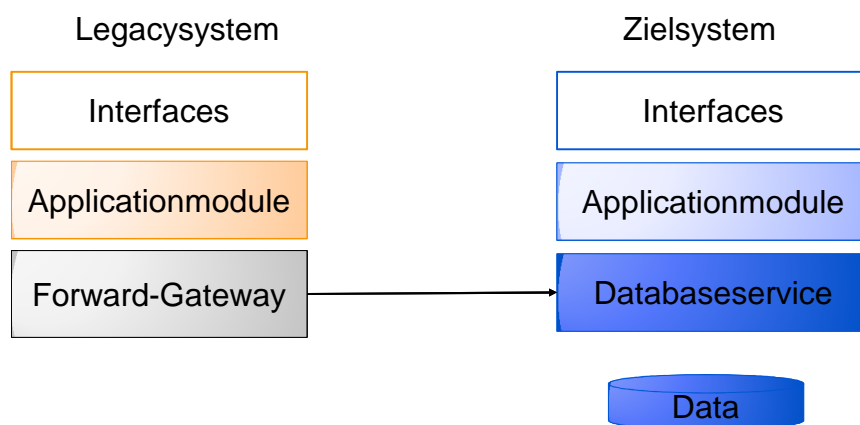 Legacysystem
Zielsystem
Interfaces
Interfaces
Applicationmodule
Applicationmodule
Forward-Gateway
Databaseservice
Data